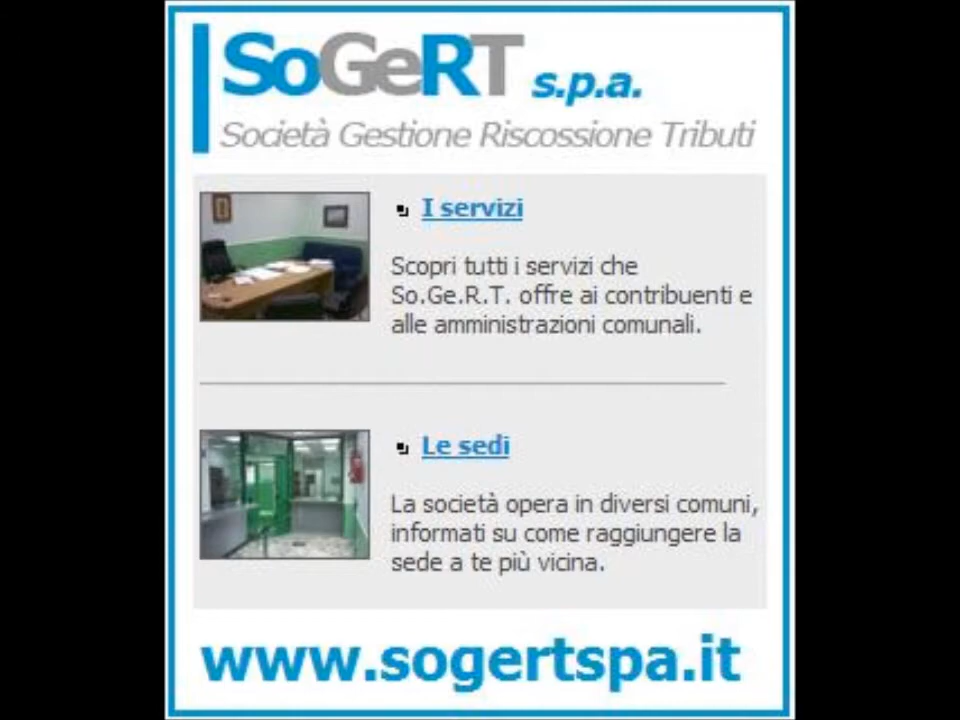 SoGeRT s.p.a.
Società Gestione Riscossione Tributi
I servizi
Scopri tutti i servizi che
So.Ge.R.T. offre ai contribuenti e
alle amministrazioni comunali.
Le sedi
La società opera in diversi comuni,
informati su come raggiungere la
sede a te più vicina.
www.sogertspa.it